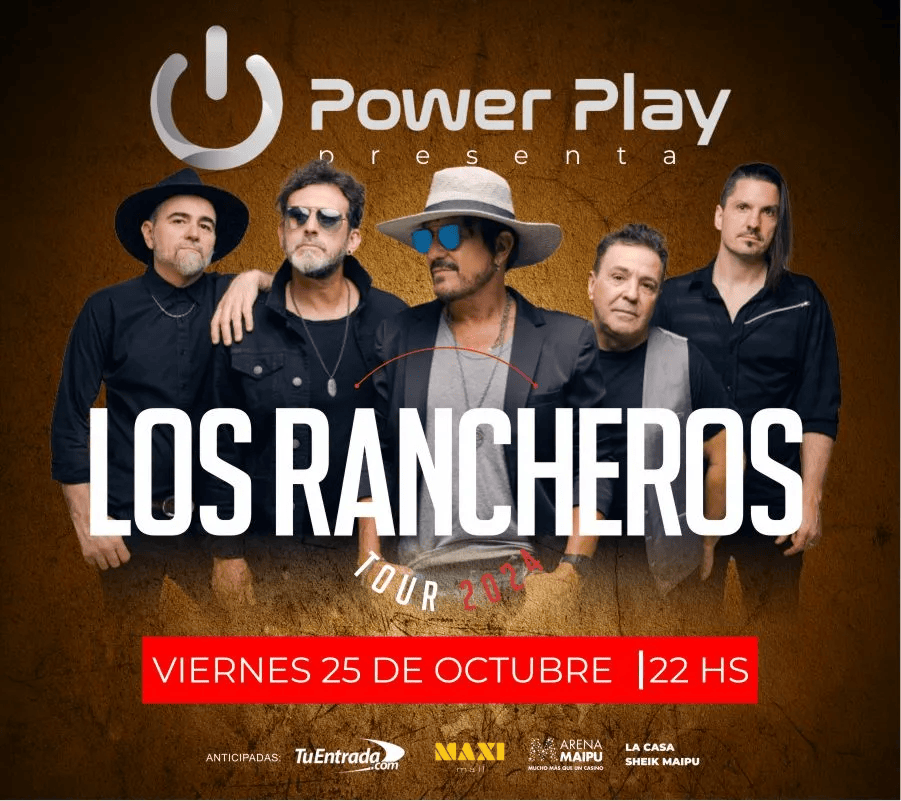 Power Play
presenta
LOS RANCHEROS
TOUR 2024
VIERNES 25 DE OCTUBRE |22 HS
ANTICIPADAS: TuEntrada.com MAXI mall ARENA MAIPU MUCHO MÁS QUE UN CASINO LA CASA SHEIK MAIPU